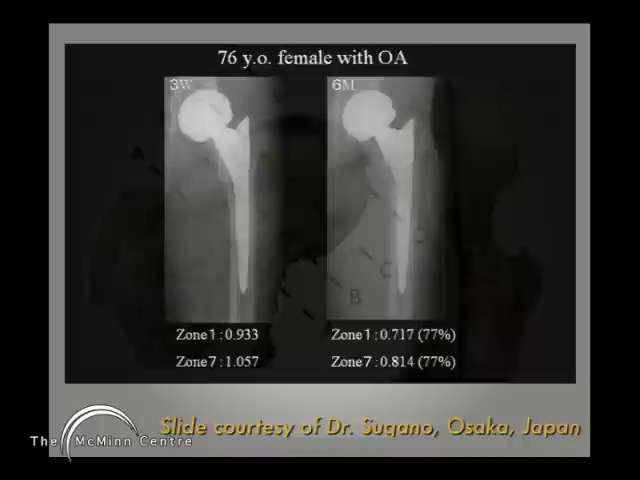 76 y.o. female with OA
3W
6M
A
D
C
B
Zone1:0.933
Zone7:1.057
Zone1:0.717 (77%)
Zone7:0.814 (77%)
Slide courtesy of Dr. Sugano, Osaka, Japan
The McMinn Centre